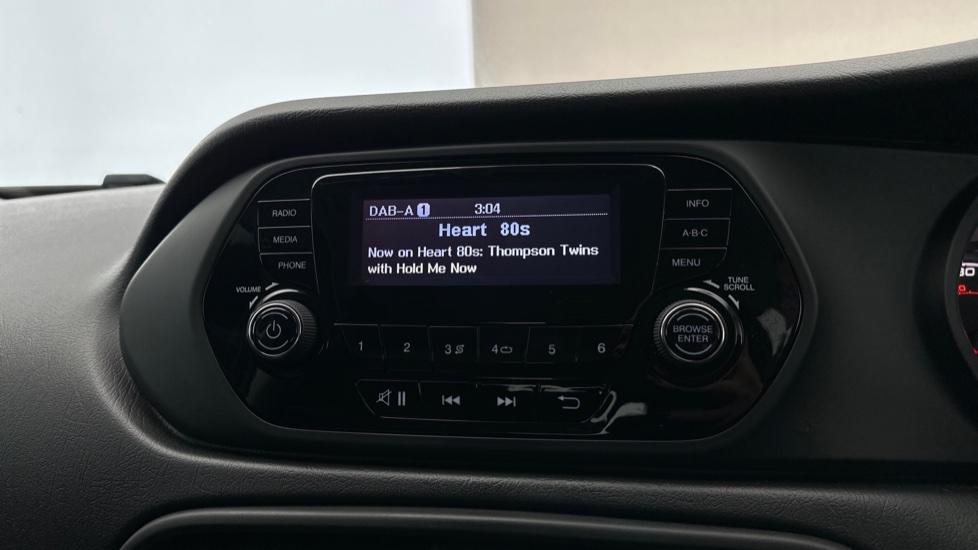 DAB-A 1 3:04
Heart 80s
Now on Heart 80s: Thompson Twins
with Hold Me Now
RADIO
MEDIA
PHONE
VOLUME
INFO
A·B·C
MENU
TUNE
SCROLL
BROWSE
ENTER
1 2 3 4 5 6